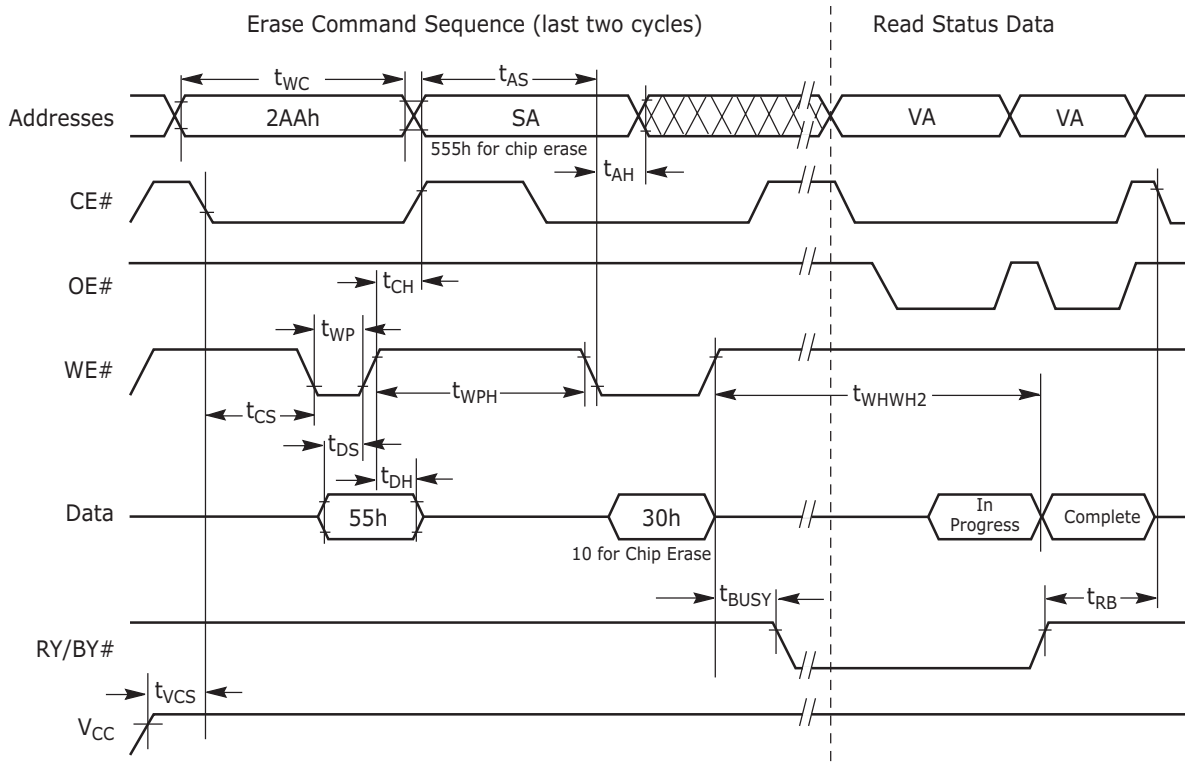 Erase Command Sequence (last two cycles)
Read Status Data
tWC
tAS
Addresses
2AAh
SA
VA
VA
555h for chip erase
tAH
CE#
OE#
tCH
tWP
WE#
tWPH
tWHWH2
tCS
tDS
tDH
Data
55h
30h
In
Progress
Complete
10 for Chip Erase
tBUSY
tRB
RY/BY#
tVCS
VCC